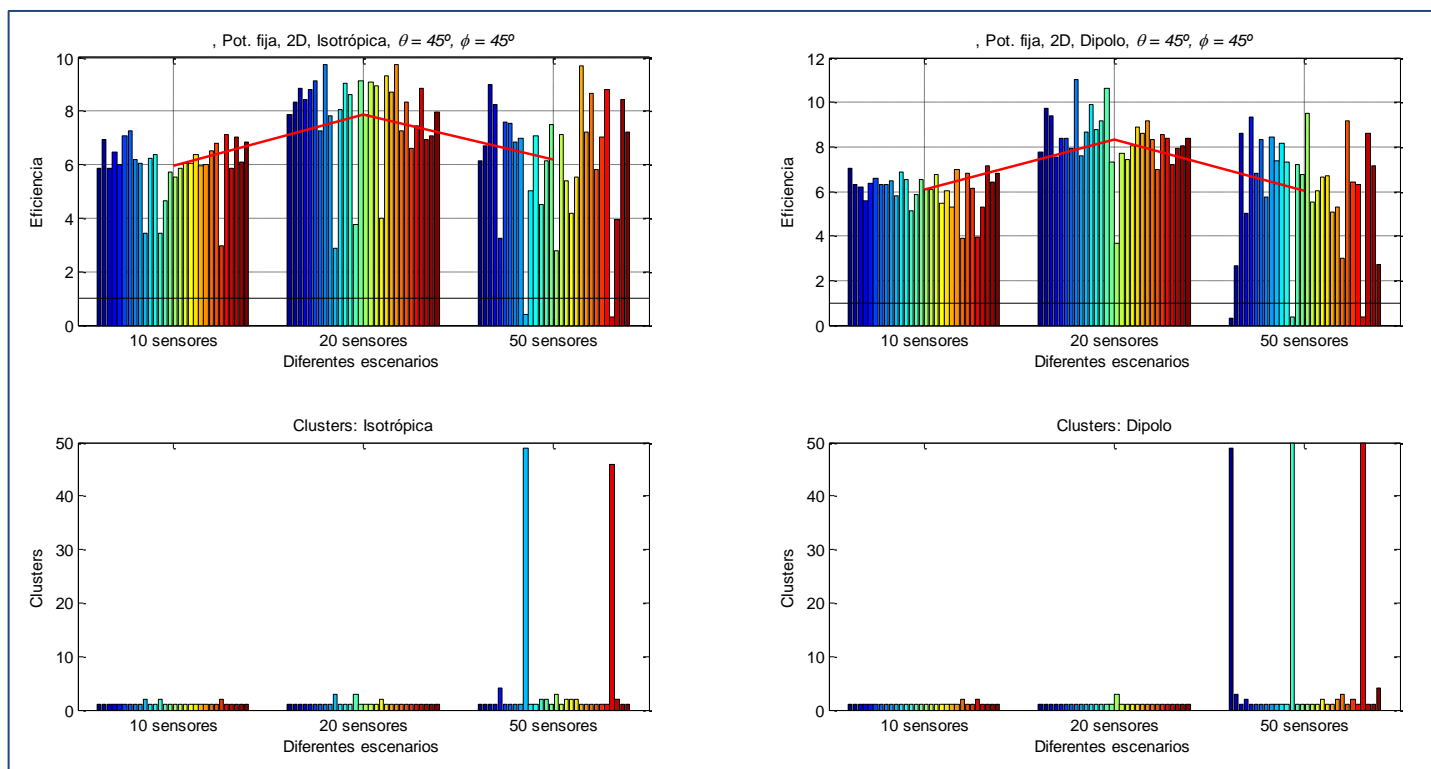 , Pot. fija, 2D, Isotrópica, θ = 45º, ϕ = 45º
10
8
6
4
2
0
Eficiencia
10 sensores
20 sensores
50 sensores
Diferentes escenarios
, Pot. fija, 2D, Dipolo, θ = 45º, ϕ = 45º
12
10
8
6
4
2
0
Eficiencia
10 sensores
20 sensores
50 sensores
Diferentes escenarios
Clusters: Isotrópica
50
40
30
20
10
0
Clusters
10 sensores
20 sensores
50 sensores
Diferentes escenarios
Clusters: Dipolo
50
40
30
20
10
0
Clusters
10 sensores
20 sensores
50 sensores
Diferentes escenarios